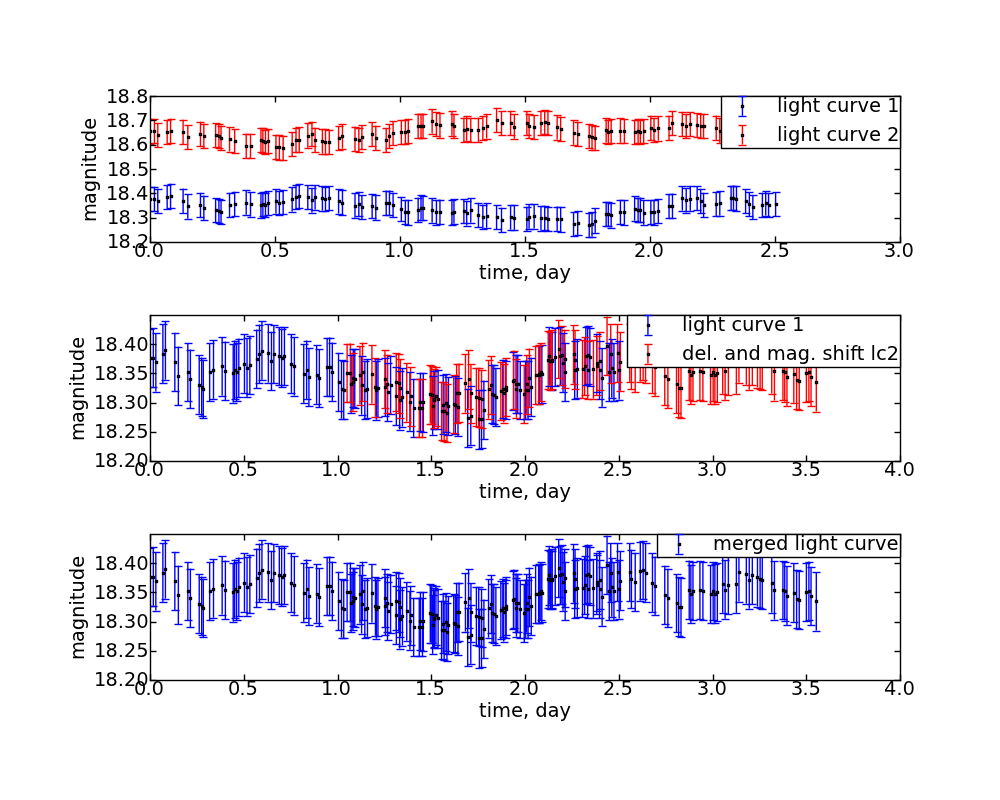 18.8
18.7
18.6
18.5
18.4
18.3
18.2
magnitude
light curve 1
light curve 2
0.0 0.5 1.0 1.5 2.0 2.5 3.0
time, day
18.40
18.35
18.30
18.25
18.20
magnitude
light curve 1
del. and mag. shift lc2
0.0 0.5 1.0 1.5 2.0 2.5 3.0 3.5 4.0
time, day
18.40
18.35
18.30
18.25
18.20
magnitude
merged light curve
0.0 0.5 1.0 1.5 2.0 2.5 3.0 3.5 4.0
time, day